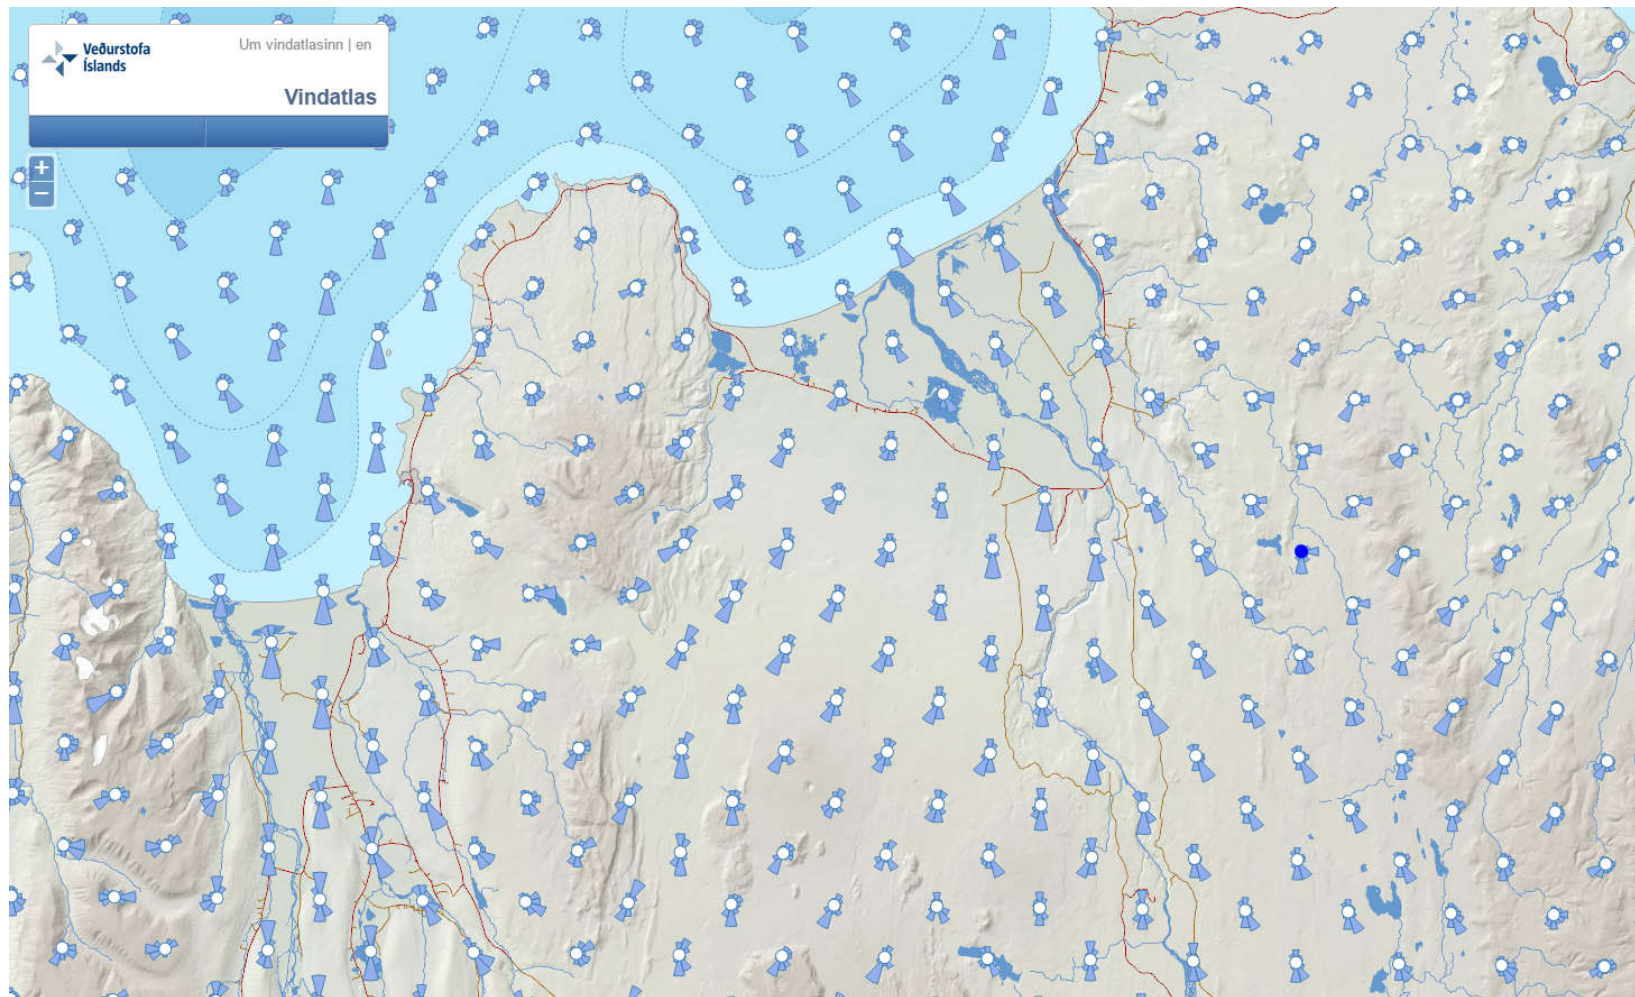 Um vindatlasinn | en
Veðurstofa
Íslands
Vindatlas
+
−